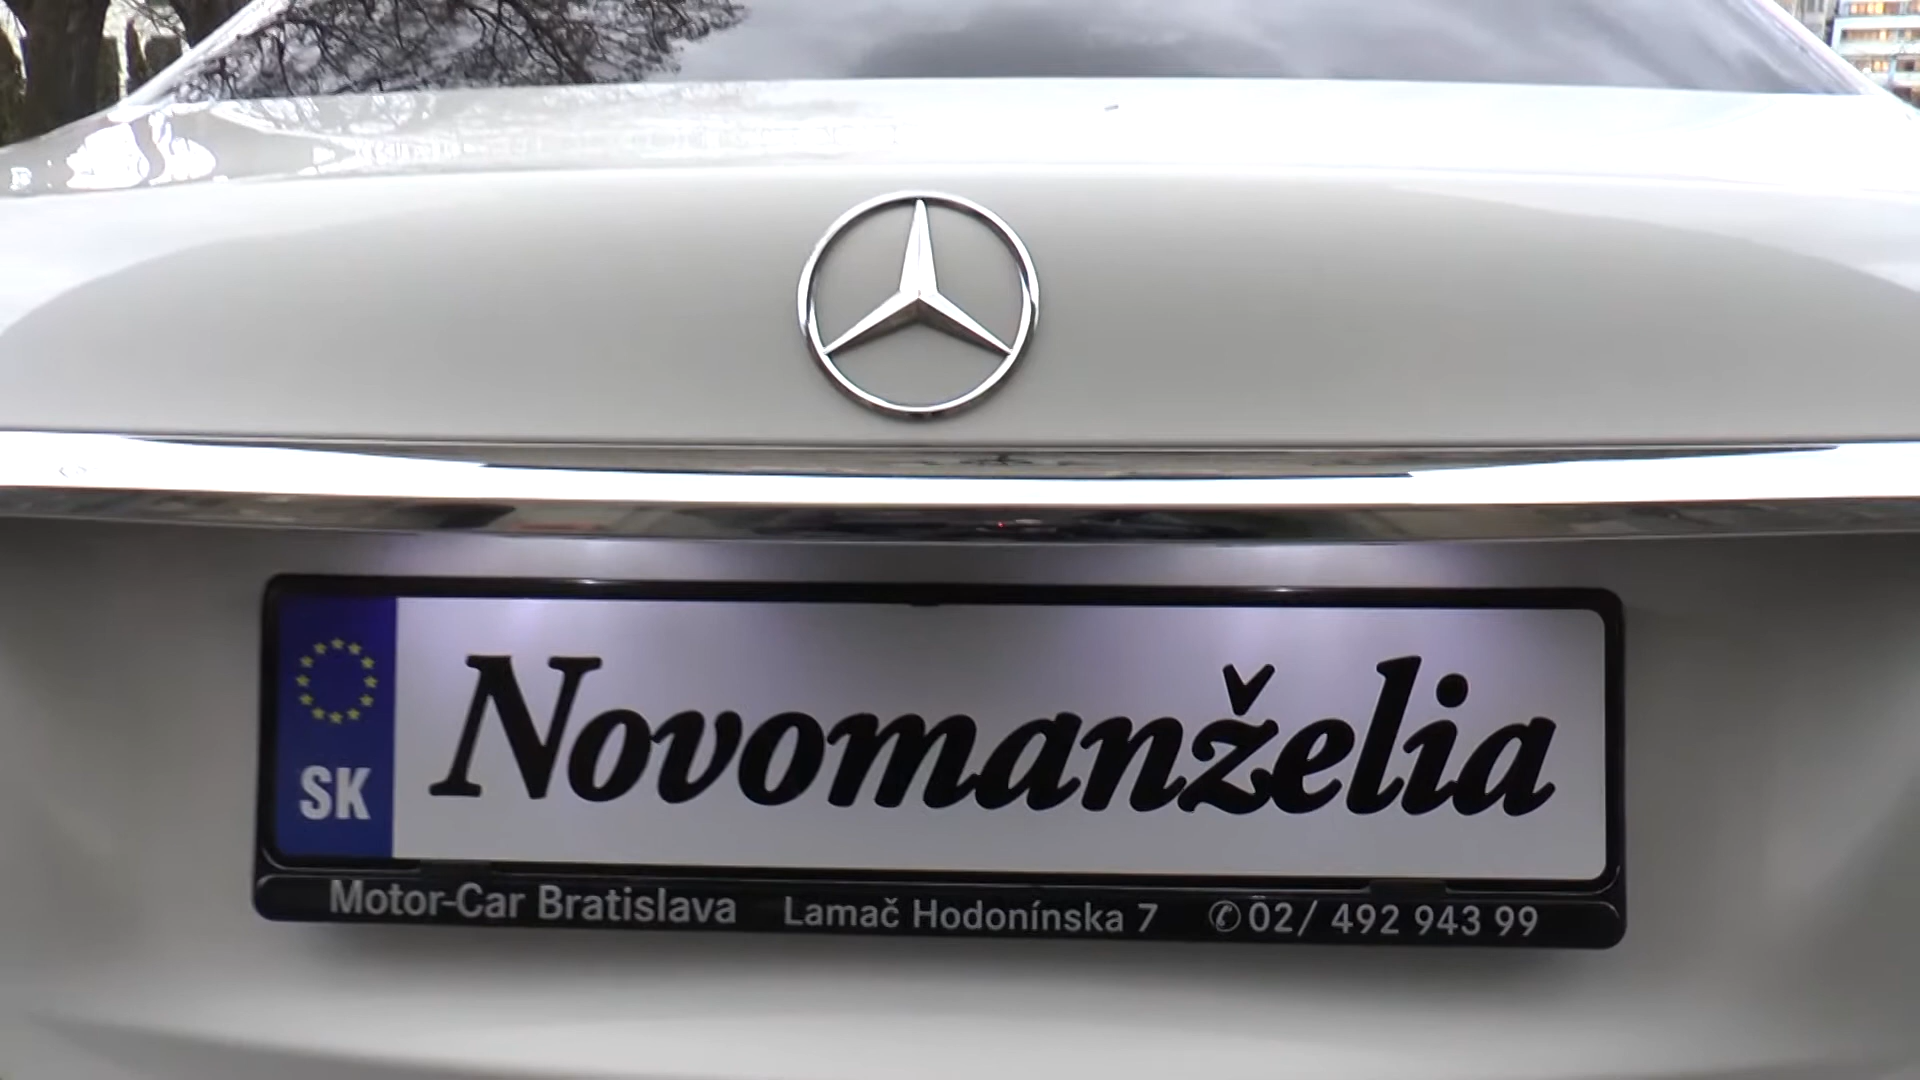 Novomanželia
SK
Motor-Car Bratislava Lamač Hodonínska 7 ✆ 02/ 492 943 99